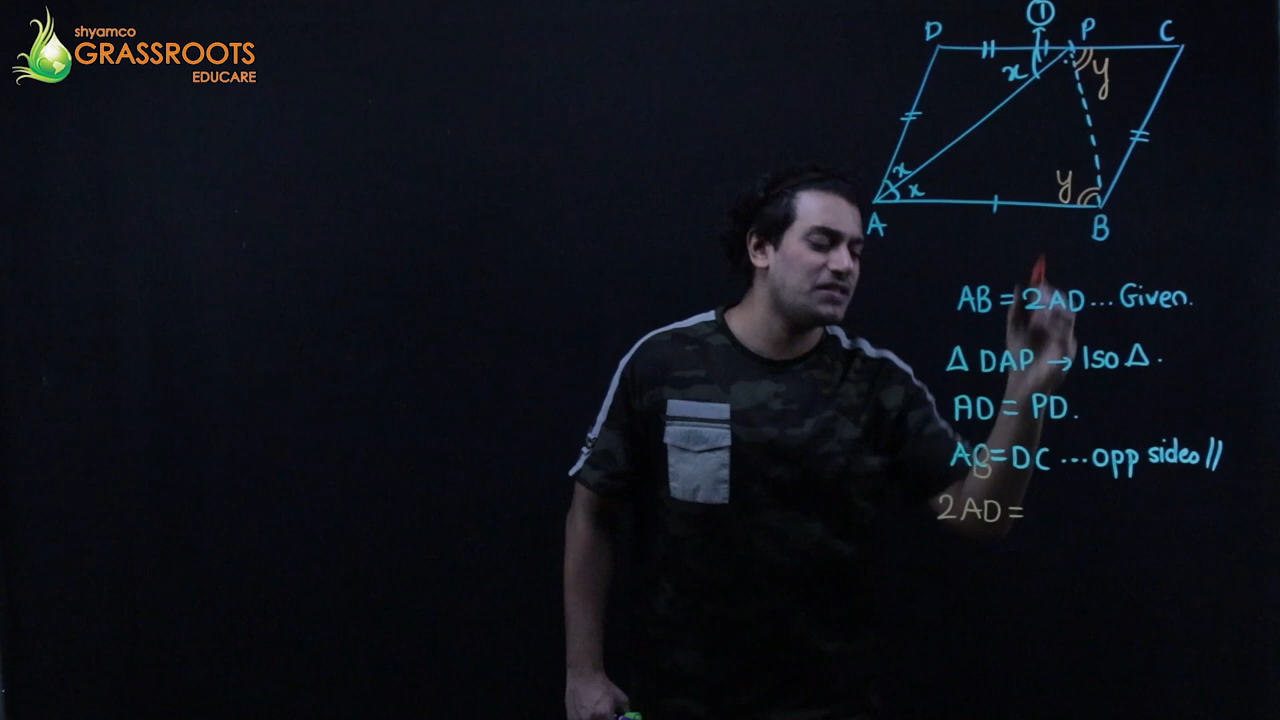 shyamco
GRASSROOTS
EDUCARE
1
D P C
x y
x
x y
A B
AB = 2AD ... Given.
Δ DAP → Iso Δ.
AD = PD.
AB = DC ... opp sides //
2AD =